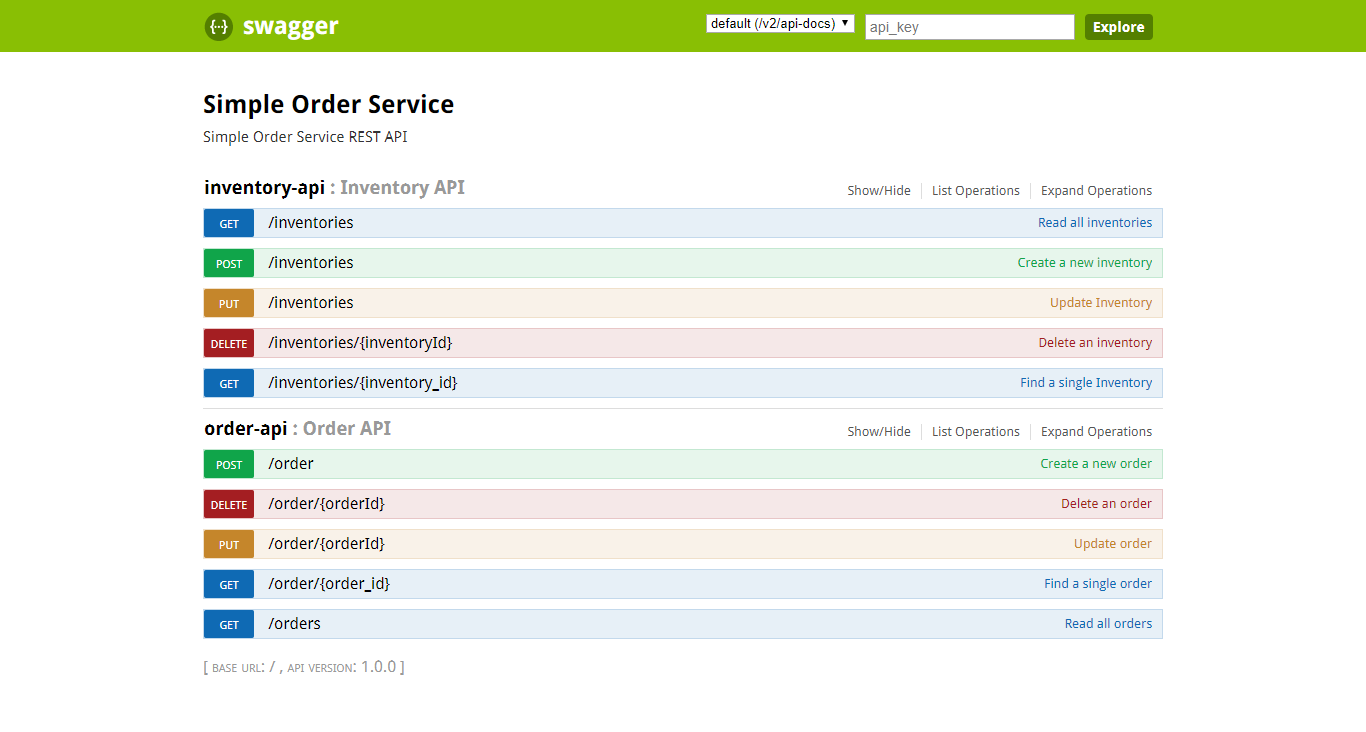 {···} swagger default (/v2/api-docs) api_key Explore
Simple Order Service
Simple Order Service REST API
inventory-api : Inventory API Show/Hide List Operations Expand Operations
GET /inventories Read all inventories
POST /inventories Create a new inventory
PUT /inventories Update Inventory
DELETE /inventories/{inventoryId} Delete an inventory
GET /inventories/{inventory_id} Find a single Inventory
order-api : Order API Show/Hide List Operations Expand Operations
POST /order Create a new order
DELETE /order/{orderId} Delete an order
PUT /order/{orderId} Update order
GET /order/{order_id} Find a single order
GET /orders Read all orders
[ BASE URL: / , API VERSION: 1.0.0 ]